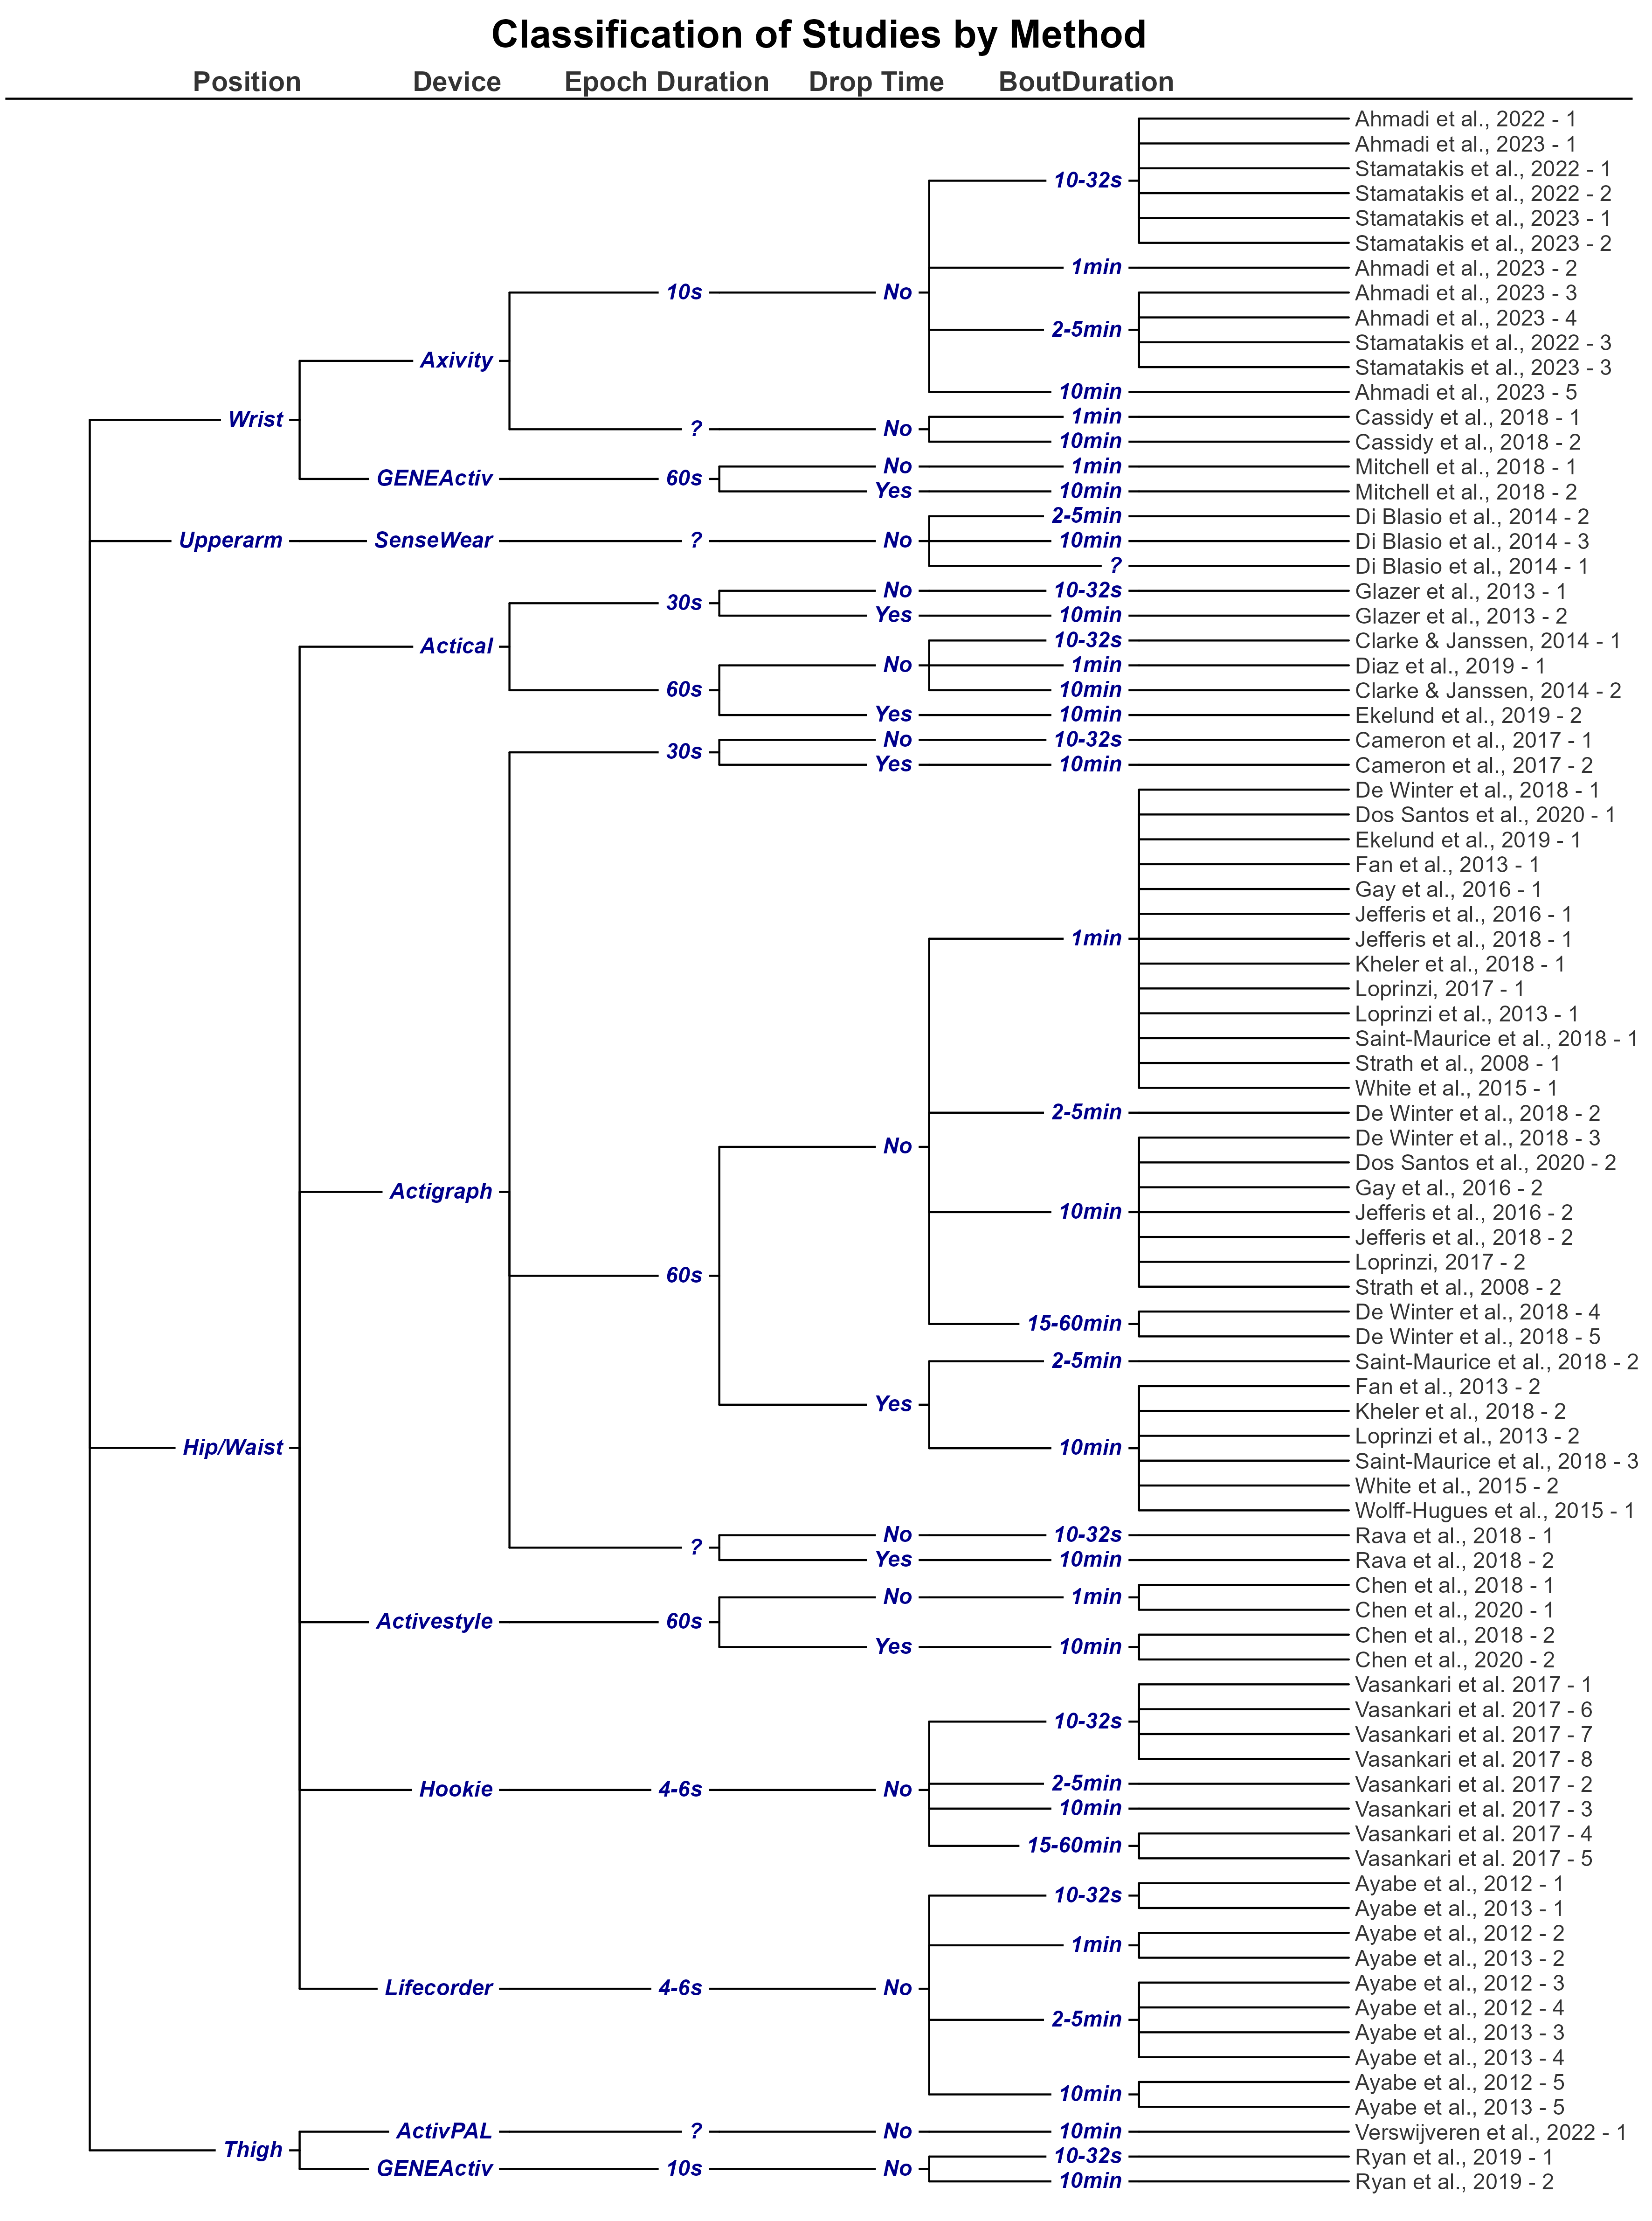 Classification of Studies by Method
Position Device Epoch Duration Drop Time BoutDuration
Ahmadi et al., 2022 - 1
Ahmadi et al., 2023 - 1
Stamatakis et al., 2022 - 1
10-32s
Stamatakis et al., 2022 - 2
Stamatakis et al., 2023 - 1
Stamatakis et al., 2023 - 2
1min Ahmadi et al., 2023 - 2
10s No Ahmadi et al., 2023 - 3
Ahmadi et al., 2023 - 4
2-5min
Stamatakis et al., 2022 - 3
Axivity
Stamatakis et al., 2023 - 3
10min Ahmadi et al., 2023 - 5
Wrist 1min Cassidy et al., 2018 - 1
? No
10min Cassidy et al., 2018 - 2
No 1min Mitchell et al., 2018 - 1
GENEActiv 60s
Yes 10min Mitchell et al., 2018 - 2
2-5min Di Blasio et al., 2014 - 2
Upperarm SenseWear ? No 10min Di Blasio et al., 2014 - 3
? Di Blasio et al., 2014 - 1
No 10-32s Glazer et al., 2013 - 1
30s
Yes 10min Glazer et al., 2013 - 2
Actical 10-32s Clarke & Janssen, 2014 - 1
No 1min Diaz et al., 2019 - 1
60s 10min Clarke & Janssen, 2014 - 2
Yes 10min Ekelund et al., 2019 - 2
No 10-32s Cameron et al., 2017 - 1
30s
Yes 10min Cameron et al., 2017 - 2
De Winter et al., 2018 - 1
Dos Santos et al., 2020 - 1
Ekelund et al., 2019 - 1
Fan et al., 2013 - 1
Gay et al., 2016 - 1
Jefferis et al., 2016 - 1
1min Jefferis et al., 2018 - 1
Kheler et al., 2018 - 1
Loprinzi, 2017 - 1
Loprinzi et al., 2013 - 1
Saint-Maurice et al., 2018 - 1
Strath et al., 2008 - 1
White et al., 2015 - 1
2-5min De Winter et al., 2018 - 2
No De Winter et al., 2018 - 3
Dos Santos et al., 2020 - 2
Actigraph Gay et al., 2016 - 2
10min Jefferis et al., 2016 - 2
Jefferis et al., 2018 - 2
60s Loprinzi, 2017 - 2
Strath et al., 2008 - 2
De Winter et al., 2018 - 4
15-60min
De Winter et al., 2018 - 5
2-5min Saint-Maurice et al., 2018 - 2
Yes Fan et al., 2013 - 2
Kheler et al., 2018 - 2
Hip/Waist 10min Loprinzi et al., 2013 - 2
Saint-Maurice et al., 2018 - 3
White et al., 2015 - 2
Wolff-Hugues et al., 2015 - 1
No 10-32s Rava et al., 2018 - 1
?
Yes 10min Rava et al., 2018 - 2
Chen et al., 2018 - 1
No 1min
Chen et al., 2020 - 1
Activestyle 60s
Chen et al., 2018 - 2
Yes 10min
Chen et al., 2020 - 2
Vasankari et al. 2017 - 1
Vasankari et al. 2017 - 6
10-32s
Vasankari et al. 2017 - 7
Vasankari et al. 2017 - 8
Hookie 4-6s No 2-5min Vasankari et al. 2017 - 2
10min Vasankari et al. 2017 - 3
Vasankari et al. 2017 - 4
15-60min
Vasankari et al. 2017 - 5
Ayabe et al., 2012 - 1
10-32s
Ayabe et al., 2013 - 1
Ayabe et al., 2012 - 2
1min
Ayabe et al., 2013 - 2
Lifecorder 4-6s No Ayabe et al., 2012 - 3
Ayabe et al., 2012 - 4
2-5min
Ayabe et al., 2013 - 3
Ayabe et al., 2013 - 4
Ayabe et al., 2012 - 5
10min
Ayabe et al., 2013 - 5
ActivPAL ? No 10min Verswijveren et al., 2022 - 1
Thigh 10-32s Ryan et al., 2019 - 1
GENEActiv 10s No
10min Ryan et al., 2019 - 2